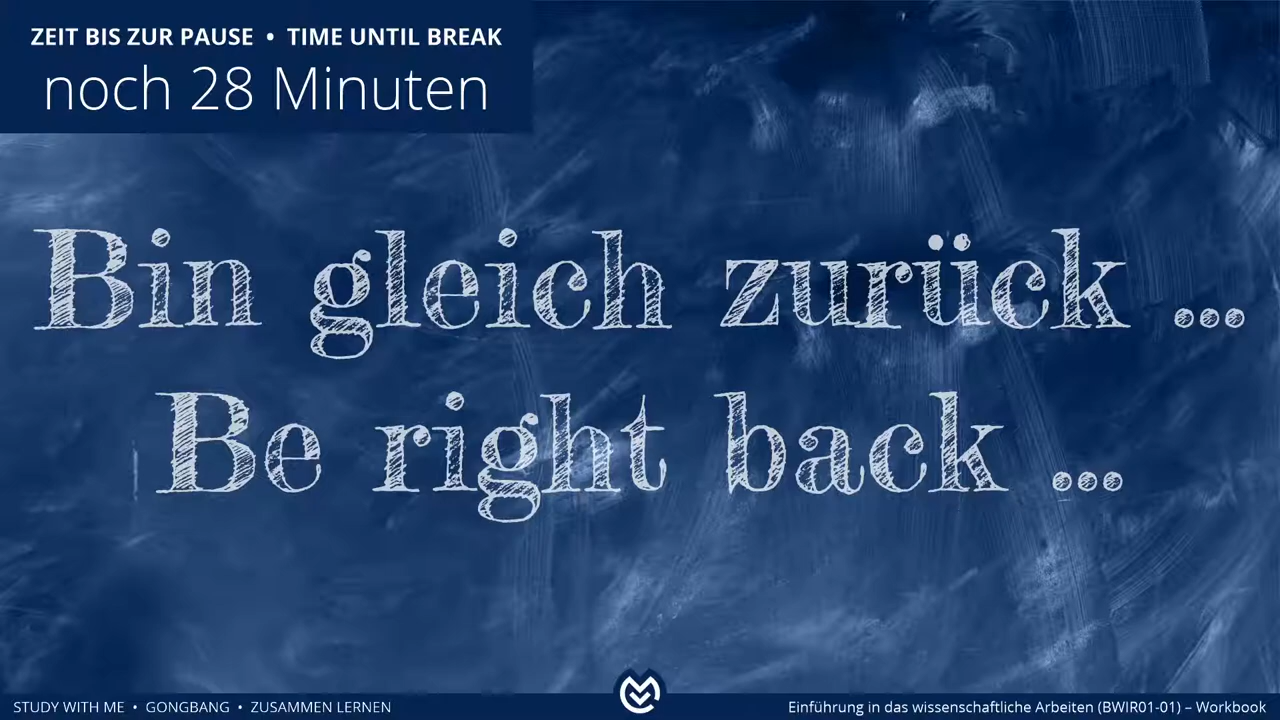 ZEIT BIS ZUR PAUSE • TIME UNTIL BREAK
noch 28 Minuten
Bin gleich zurück ...
Be right back ...
STUDY WITH ME • GONGBANG • ZUSAMMEN LERNEN
Einführung in das wissenschaftliche Arbeiten (BWIR01-01) – Workbook